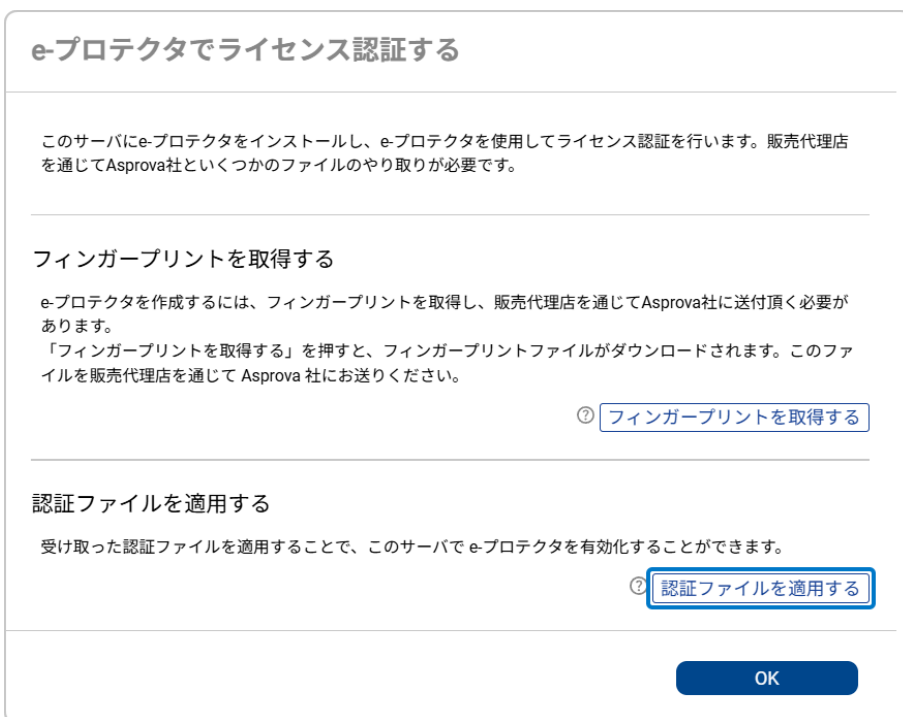 e-プロテクタでライセンス認証する
このサーバにe-プロテクタをインストールし、e-プロテクタを使用してライセンス認証を行います。販売代理店
を通じてAsprova社といくつかのファイルのやり取りが必要です。
フィンガープリントを取得する
e-プロテクタを作成するには、フィンガープリントを取得し、販売代理店を通じてAsprova社に送付頂く必要が
あります。
「フィンガープリントを取得する」を押すと、フィンガープリントファイルがダウンロードされます。このファ
イルを販売代理店を通じて Asprova 社にお送りください。
? フィンガープリントを取得する
認証ファイルを適用する
受け取った認証ファイルを適用することで、このサーバで e-プロテクタを有効化することができます。
? 認証ファイルを適用する
OK